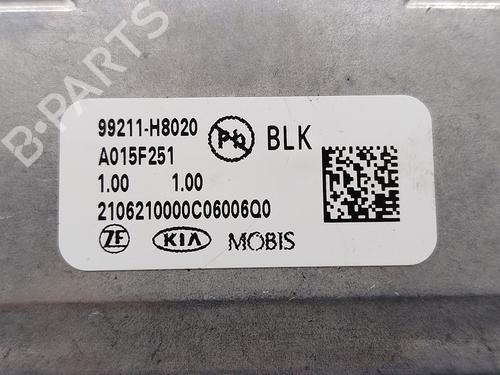 B-PARTS
99211-H8020
Pb
BLK
A015F251
1.00 1.00
2106210000C06006Q0
ZF
KIA
MOBIS